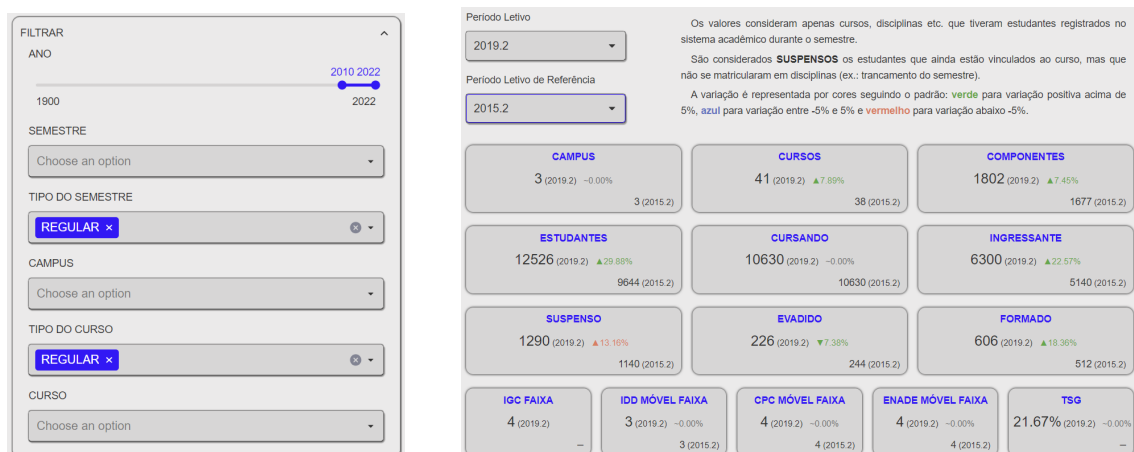 FILTRAR
ANO
2010 2022
1900
2022
SEMESTRE
Choose an option
TIPO DO SEMESTRE
REGULAR ×
CAMPUS
Choose an option
TIPO DO CURSO
REGULAR ×
CURSO
Choose an option
Período Letivo
2019.2
Período Letivo de Referência
2015.2
Os valores consideram apenas cursos, disciplinas etc. que tiveram estudantes registrados no
sistema acadêmico durante o semestre.
São considerados SUSPENSOS os estudantes que ainda estão vinculados ao curso, mas que
não se matricularam em disciplinas (ex.: trancamento do semestre).
A variação é representada por cores seguindo o padrão: verde para variação positiva acima de
5%, azul para variação entre -5% e 5% e vermelho para variação abaixo -5%.
CAMPUS
3 (2019.2) ~0.00%
3 (2015.2)
CURSOS
41 (2019.2) ▲7.89%
38 (2015.2)
COMPONENTES
1802 (2019.2) ▲7.45%
1677 (2015.2)
ESTUDANTES
12526 (2019.2) ▲29.88%
9644 (2015.2)
CURSANDO
10630 (2019.2) ~0.00%
10630 (2015.2)
INGRESSANTE
6300 (2019.2) ▲22.57%
5140 (2015.2)
SUSPENSO
1290 (2019.2) ▲13.16%
1140 (2015.2)
EVADIDO
226 (2019.2) ▼7.38%
244 (2015.2)
FORMADO
606 (2019.2) ▲18.36%
512 (2015.2)
IGC FAIXA
4 (2019.2)
–
IDD MÓVEL FAIXA
3 (2019.2) ~0.00%
3 (2015.2)
CPC MÓVEL FAIXA
4 (2019.2) ~0.00%
4 (2015.2)
ENADE MÓVEL FAIXA
4 (2019.2) ~0.00%
4 (2015.2)
TSG
21.67% (2019.2) ~0.00%
–